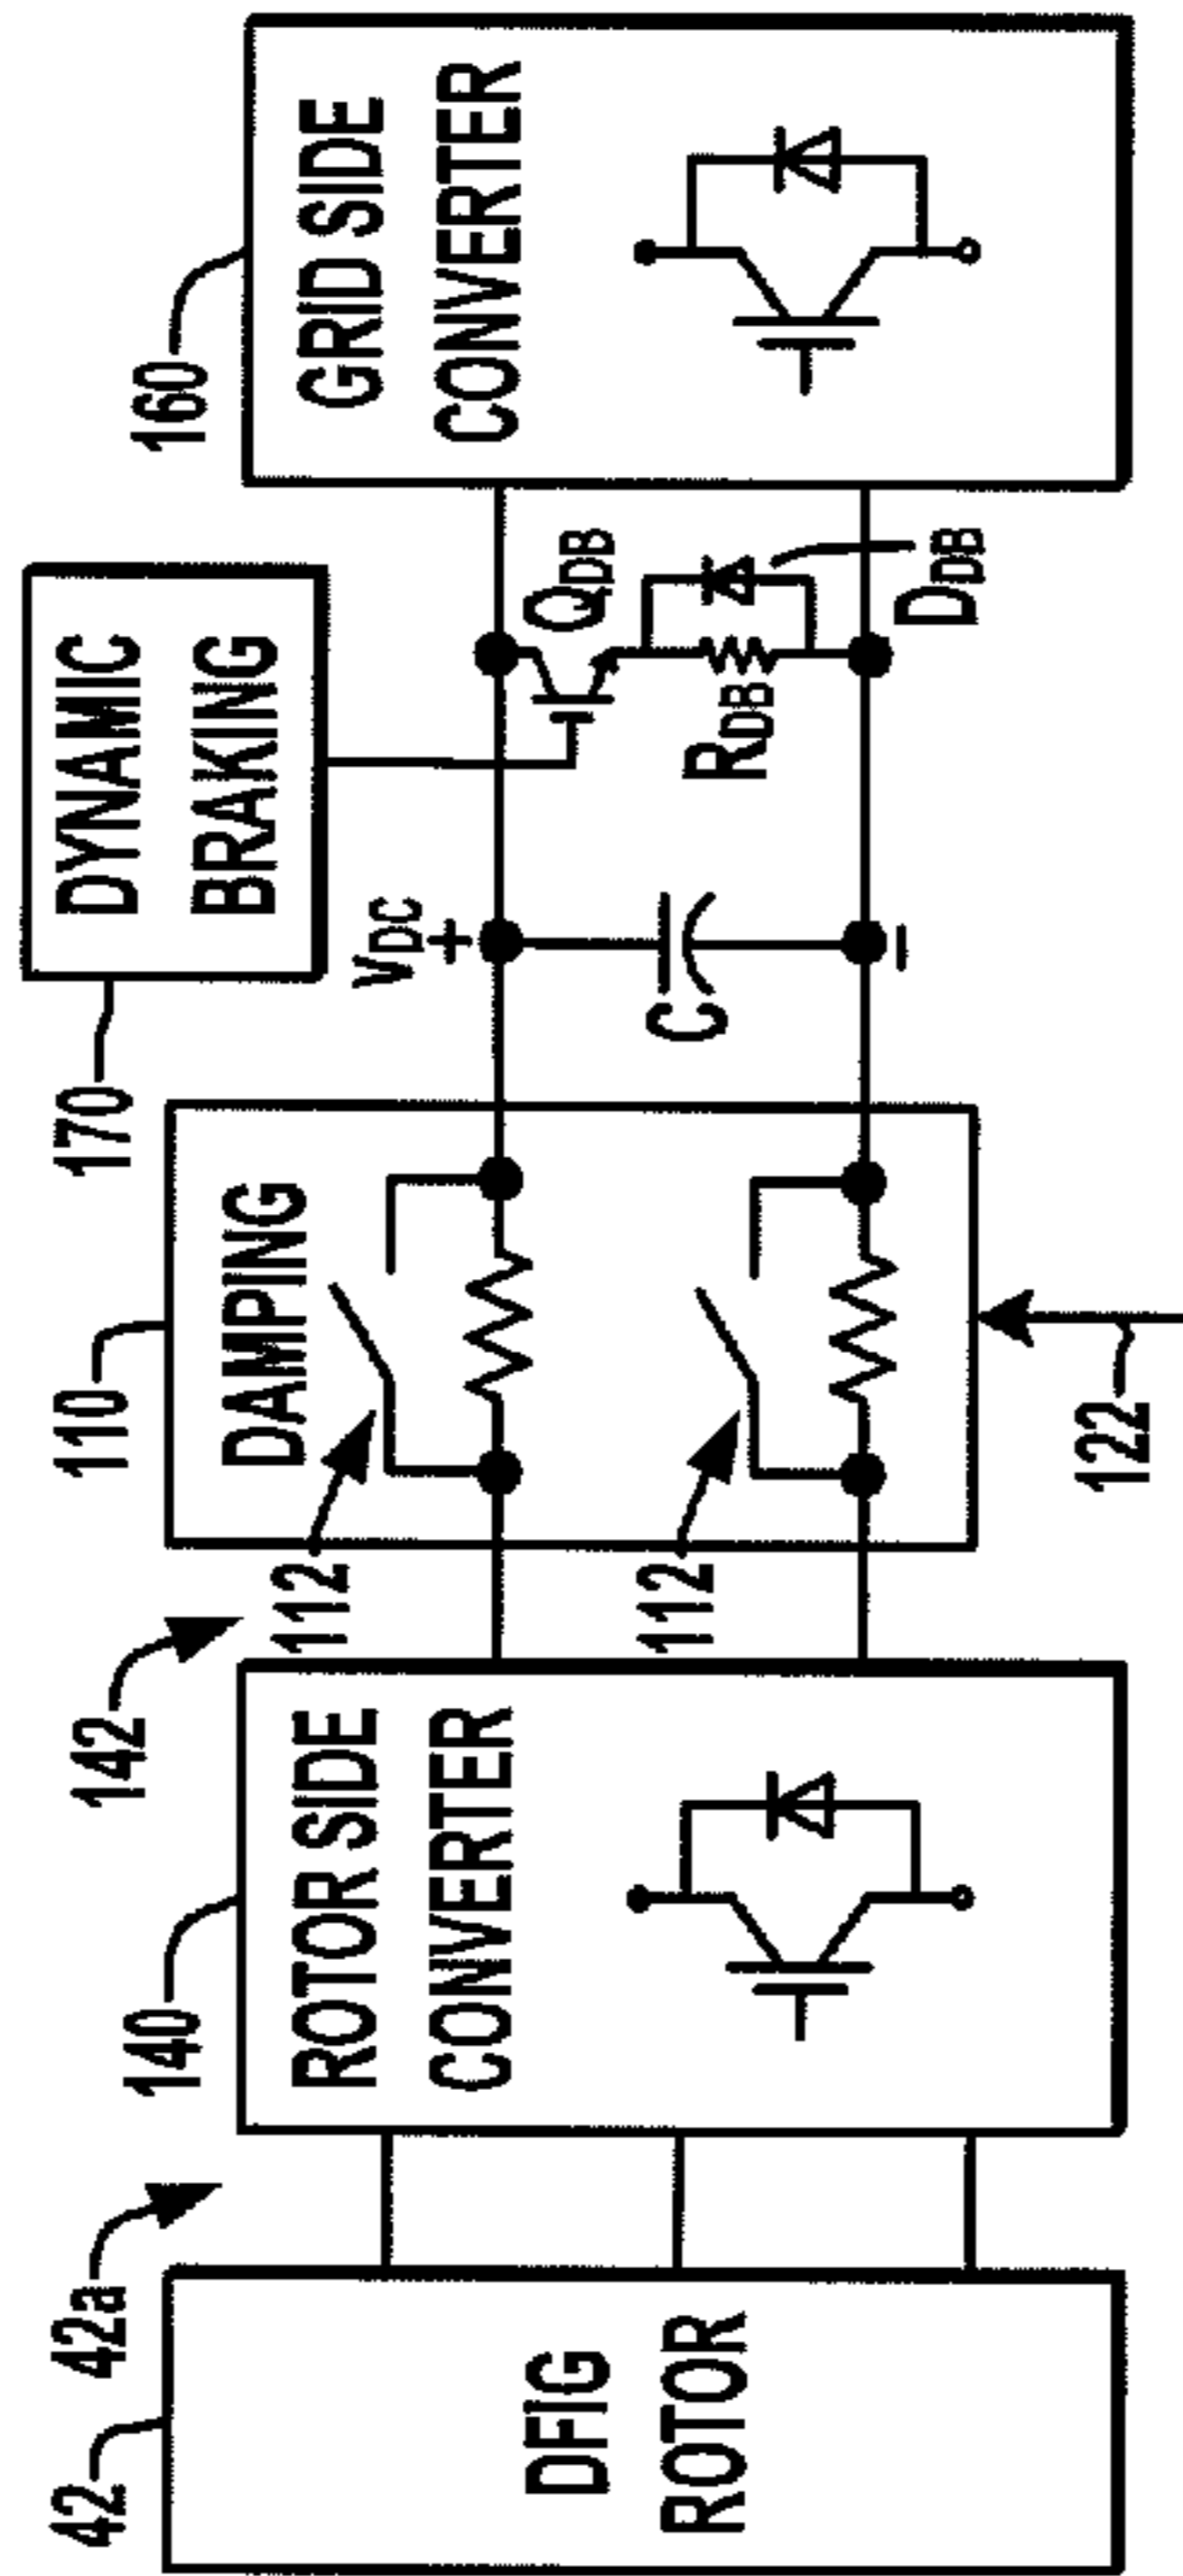 42
42a
DFIG
ROTOR
140
142
ROTOR SIDE
CONVERTER
110
DAMPING
112
112
122
170
DYNAMIC
BRAKING
VDC
+
−
C
QDB
RDB
DDB
160
GRID SIDE
CONVERTER